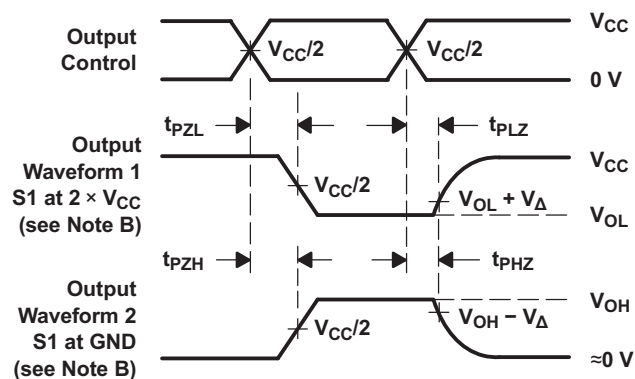 Output
Control
V_CC/2
V_CC/2
V_CC
0 V
t_PZL
t_PLZ
Output
Waveform 1
S1 at 2 × V_CC
(see Note B)
V_CC/2
V_CC
V_OL + V_Δ
V_OL
t_PZH
t_PHZ
Output
Waveform 2
S1 at GND
(see Note B)
V_CC/2
V_OH
V_OH − V_Δ
≈0 V